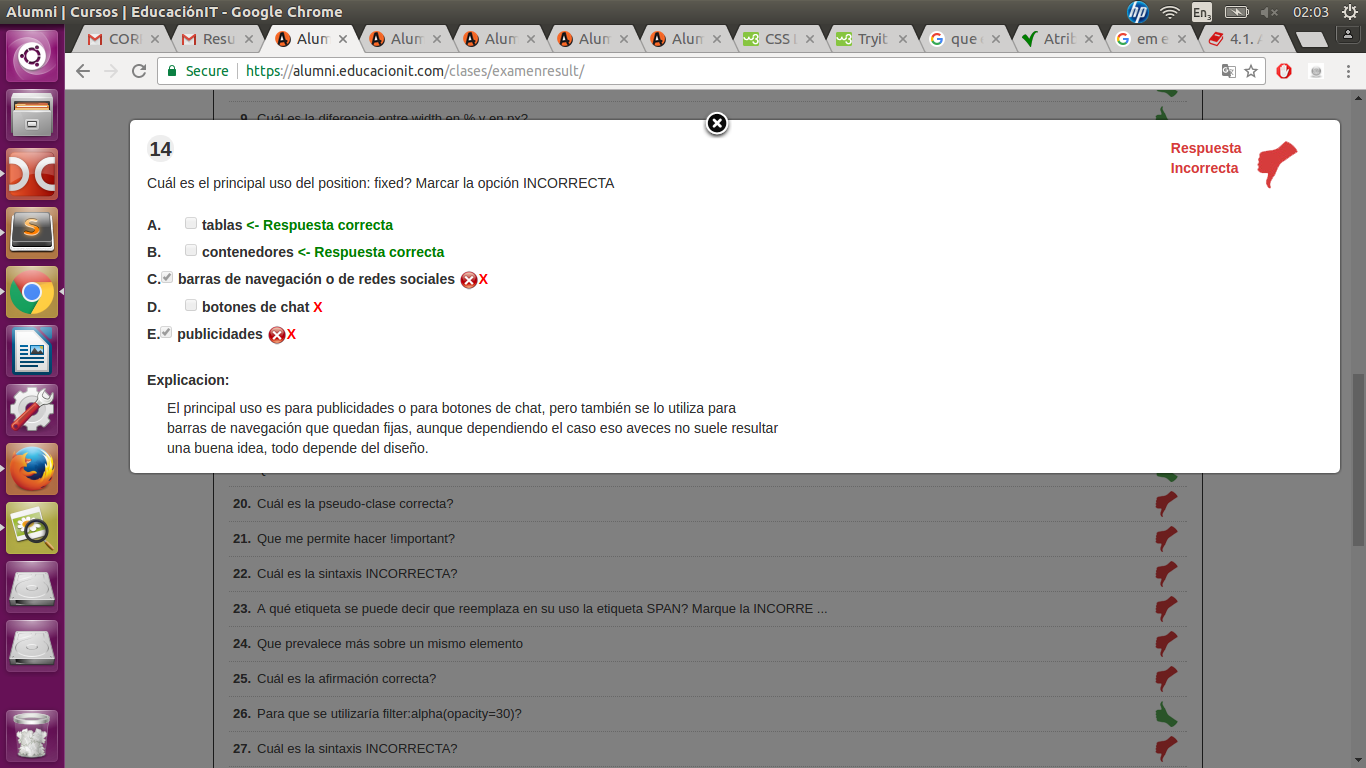 Alumni | Cursos | EducaciónIT - Google Chrome
En3
02:03
CORI
Resu
Alum
Alum
Alum
Alum
Alum
CSS
Tryit
que
Atrib
em e
4.1.
Secure
https://alumni.educacionit.com/clases/examenresult/
9. Cuál es la diferencia entre width en % y en px?
14
Respuesta
Incorrecta
Cuál es el principal uso del position: fixed? Marcar la opción INCORRECTA
A. tablas <- Respuesta correcta
B. contenedores <- Respuesta correcta
C. barras de navegación o de redes sociales X
D. botones de chat X
E. publicidades X
Explicacion:
El principal uso es para publicidades o para botones de chat, pero también se lo utiliza para
barras de navegación que quedan fijas, aunque dependiendo el caso eso aveces no suele resultar
una buena idea, todo depende del diseño.
20. Cuál es la pseudo-clase correcta?
21. Que me permite hacer !important?
22. Cuál es la sintaxis INCORRECTA?
23. A qué etiqueta se puede decir que reemplaza en su uso la etiqueta SPAN? Marque la INCORRE ...
24. Que prevalece más sobre un mismo elemento
25. Cuál es la afirmación correcta?
26. Para que se utilizaría filter:alpha(opacity=30)?
27. Cuál es la sintaxis INCORRECTA?